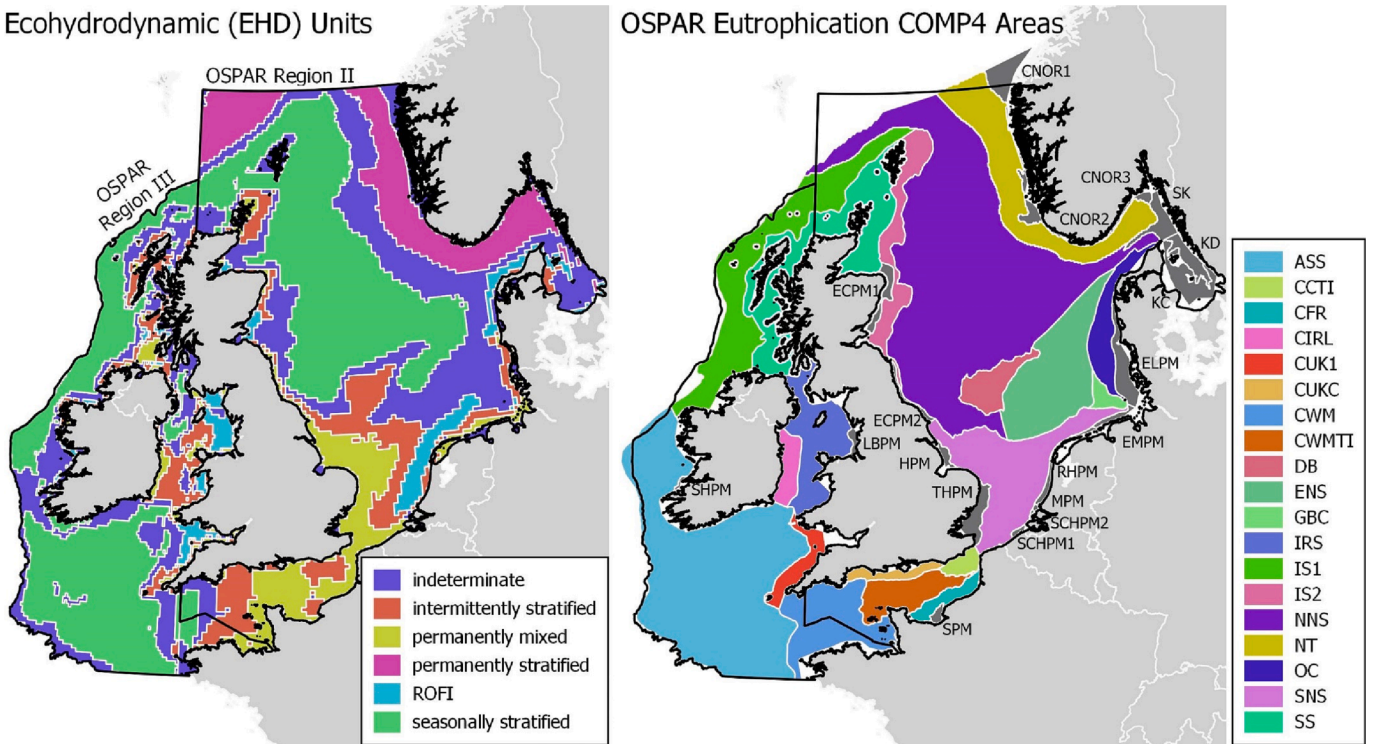 Ecohydrodynamic (EHD) Units
OSPAR Region II
OSPAR
Region III
indeterminate
intermittently stratified
permanently mixed
permanently stratified
ROFI
seasonally stratified
OSPAR Eutrophication COMP4 Areas
CNOR1
CNOR3
SK
CNOR2
KD
ECPM1
KC
ELPM
ECPM2
LBPM
EMPM
HPM
RHPM
SHPM
THPM
MPM
SCHPM2
SCHPM1
SPM
ASS
CCTI
CFR
CIRL
CUK1
CUKC
CWM
CWMTI
DB
ENS
GBC
IRS
IS1
IS2
NNS
NT
OC
SNS
SS